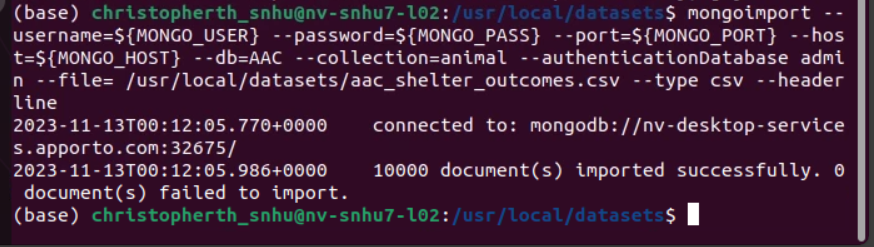 (base) christopherth_snhu@nv-snhu7-l02:/usr/local/datasets$ mongoimport --
username=${MONGO_USER} --password=${MONGO_PASS} --port=${MONGO_PORT} --hos
t=${MONGO_HOST} --db=AAC --collection=animal --authenticationDatabase admi
n --file= /usr/local/datasets/aac_shelter_outcomes.csv --type csv --header
line
2023-11-13T00:12:05.770+0000    connected to: mongodb://nv-desktop-service
s.apporto.com:32675/
2023-11-13T00:12:05.986+0000    10000 document(s) imported successfully. 0
 document(s) failed to import.
(base) christopherth_snhu@nv-snhu7-l02:/usr/local/datasets$